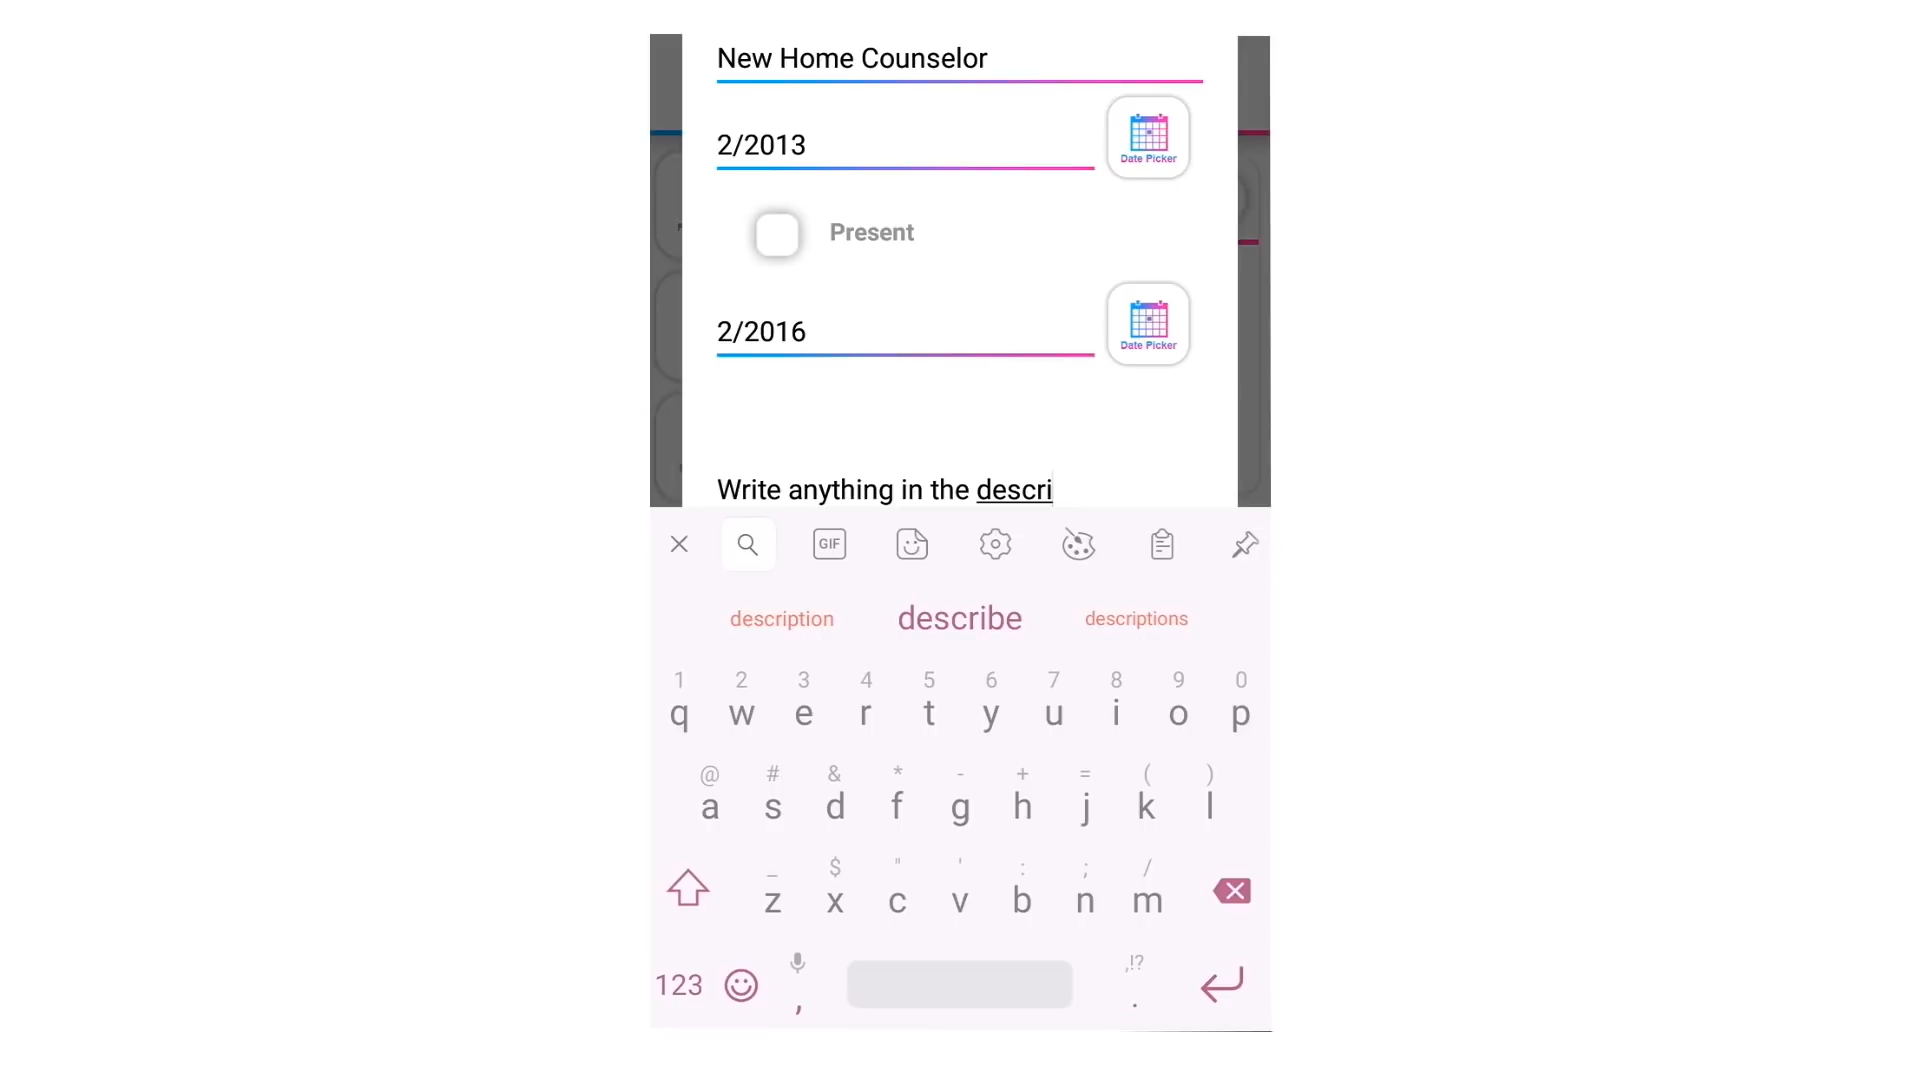 New Home Counselor
2/2013
Date Picker
Present
2/2016
Date Picker
Write anything in the descri
GIF
description describe descriptions
1 2 3 4 5 6 7 8 9 0
q w e r t y u i o p
@ # & * - + = ( )
a s d f g h j k l
_ $ " ' : ; /
z x c v b n m
,!?
123 , .